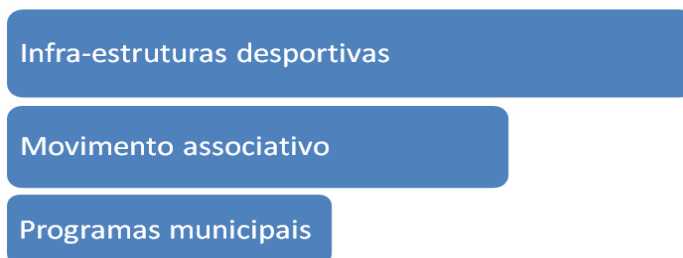 Infra-estruturas desportivas
Movimento associativo
Programas municipais